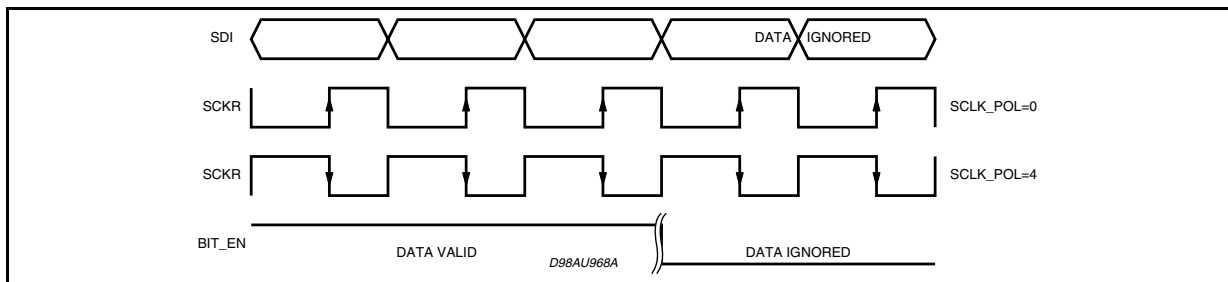 SDI
DATA IGNORED
SCKR
SCLK_POL=0
SCKR
SCLK_POL=4
BIT_EN
DATA VALID
D98AU968A
DATA IGNORED